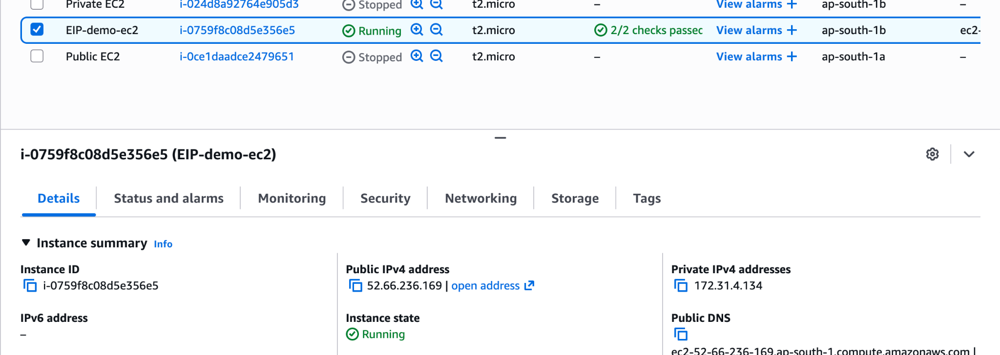 Private EC2 i-024d8a92764e905d3 Stopped t2.micro – View alarms + ap-south-1b –
EIP-demo-ec2 i-0759f8c08d5e356e5 Running t2.micro 2/2 checks passec View alarms + ap-south-1b ec2-
Public EC2 i-0ce1daadce2479651 Stopped t2.micro – View alarms + ap-south-1a –
i-0759f8c08d5e356e5 (EIP-demo-ec2)
Details Status and alarms Monitoring Security Networking Storage Tags
Instance summary Info
Instance ID
i-0759f8c08d5e356e5
Public IPv4 address
52.66.236.169 | open address
Private IPv4 addresses
172.31.4.134
IPv6 address
–
Instance state
Running
Public DNS
ec2-52-66-236-169.ap-south-1.compute.amazonaws.com |